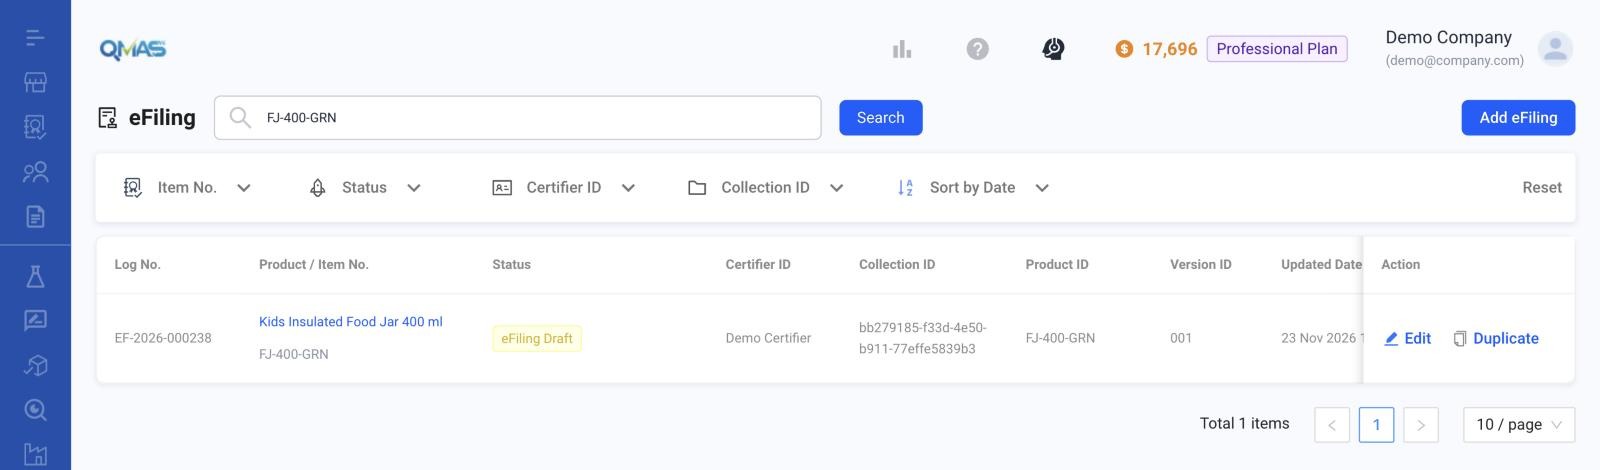 QMAS
17,696
Professional Plan
Demo Company
(demo@company.com)
eFiling
FJ-400-GRN
Search
Add eFiling
Item No.
Status
Certifier ID
Collection ID
Sort by Date
Reset
Log No.
Product / Item No.
Status
Certifier ID
Collection ID
Product ID
Version ID
Updated Date
Action
EF-2026-000238
Kids Insulated Food Jar 400 ml
FJ-400-GRN
eFiling Draft
Demo Certifier
bb279185-f33d-4e50-
b911-77effe5839b3
FJ-400-GRN
001
23 Nov 2026 1
Edit
Duplicate
Total 1 items
1
10 / page